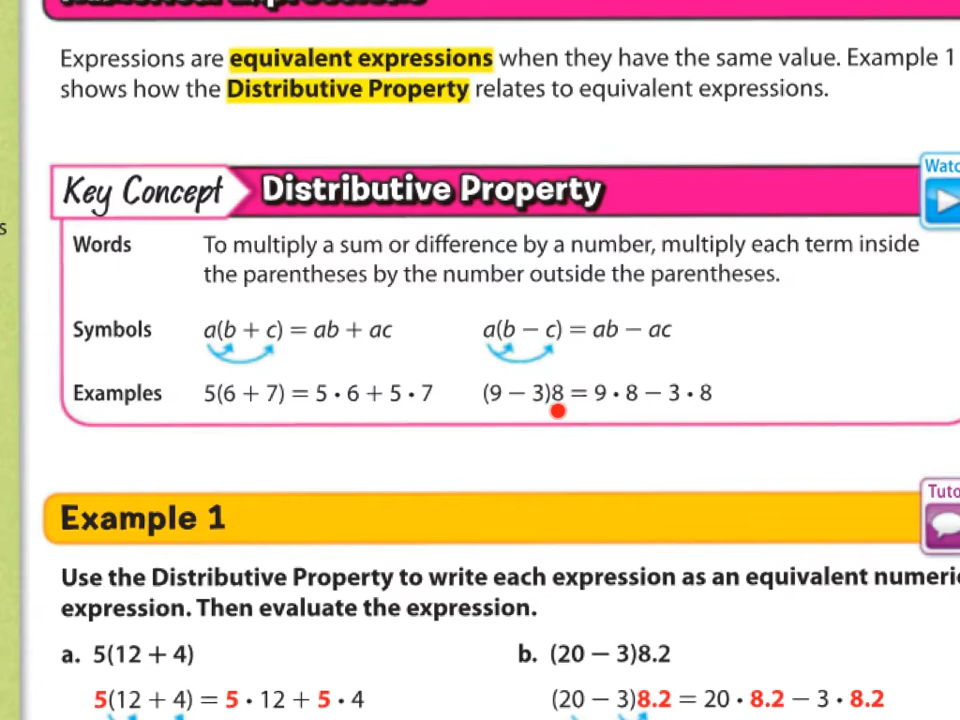 Expressions are equivalent expressions when they have the same value. Example 1
shows how the Distributive Property relates to equivalent expressions.
Key Concept Distributive Property
Words To multiply a sum or difference by a number, multiply each term inside
the parentheses by the number outside the parentheses.
Symbols a(b + c) = ab + ac a(b − c) = ab − ac
Examples 5(6 + 7) = 5 • 6 + 5 • 7 (9 − 3)8 = 9 • 8 − 3 • 8
Example 1
Use the Distributive Property to write each expression as an equivalent
expression. Then evaluate the expression.
a. 5(12 + 4) b. (20 − 3)8.2
5(12 + 4) = 5 • 12 + 5 • 4 (20 − 3)8.2 = 20 • 8.2 − 3 • 8.2